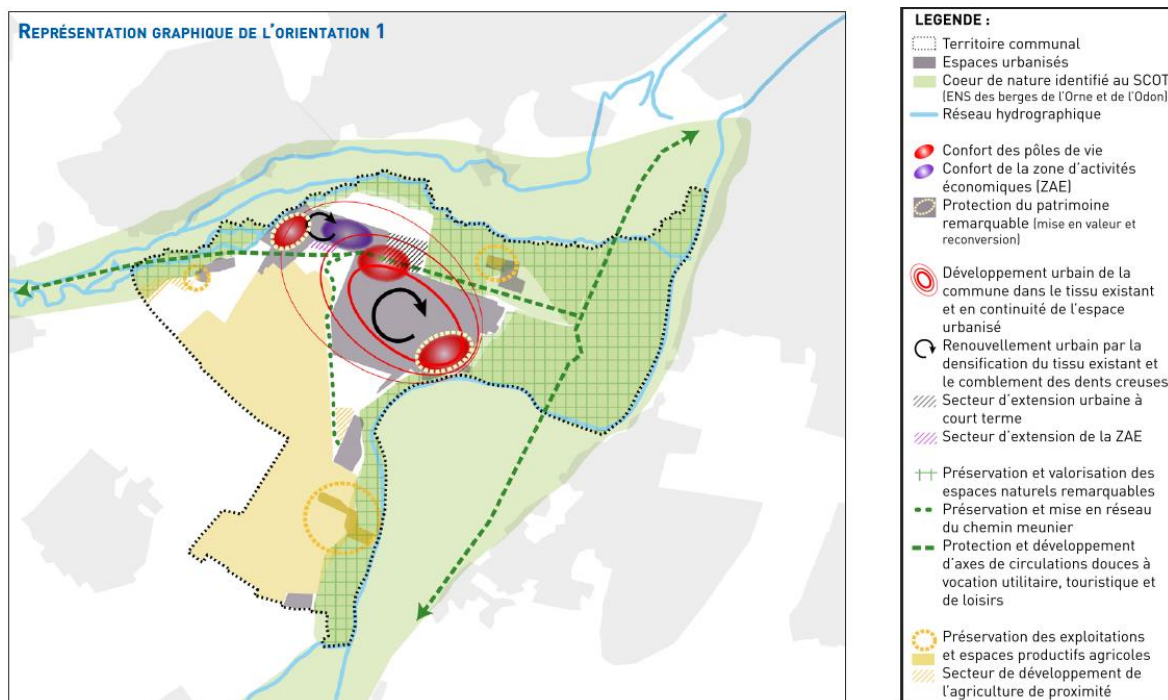 REPRÉSENTATION GRAPHIQUE DE L'ORIENTATION 1
LEGENDE :
Territoire communal
Espaces urbanisés
Coeur de nature identifié au SCOT
(ENS des berges de l'Orne et de l'Odon)
Réseau hydrographique
Confort des pôles de vie
Confort de la zone d'activités
économiques (ZAE)
Protection du patrimoine
remarquable (mise en valeur et
reconversion)
Développement urbain de la
commune dans le tissu existant
et en continuité de l'espace
urbanisé
Renouvellement urbain par la
densification du tissu existant et
le comblement des dents creuses
Secteur d'extension urbaine à
court terme
Secteur d'extension de la ZAE
Préservation et valorisation des
espaces naturels remarquables
Préservation et mise en réseau
du chemin meunier
Protection et développement
d'axes de circulations douces à
vocation utilitaire, touristique et
de loisirs
Préservation des exploitations
et espaces productifs agricoles
Secteur de développement de
l'agriculture de proximité